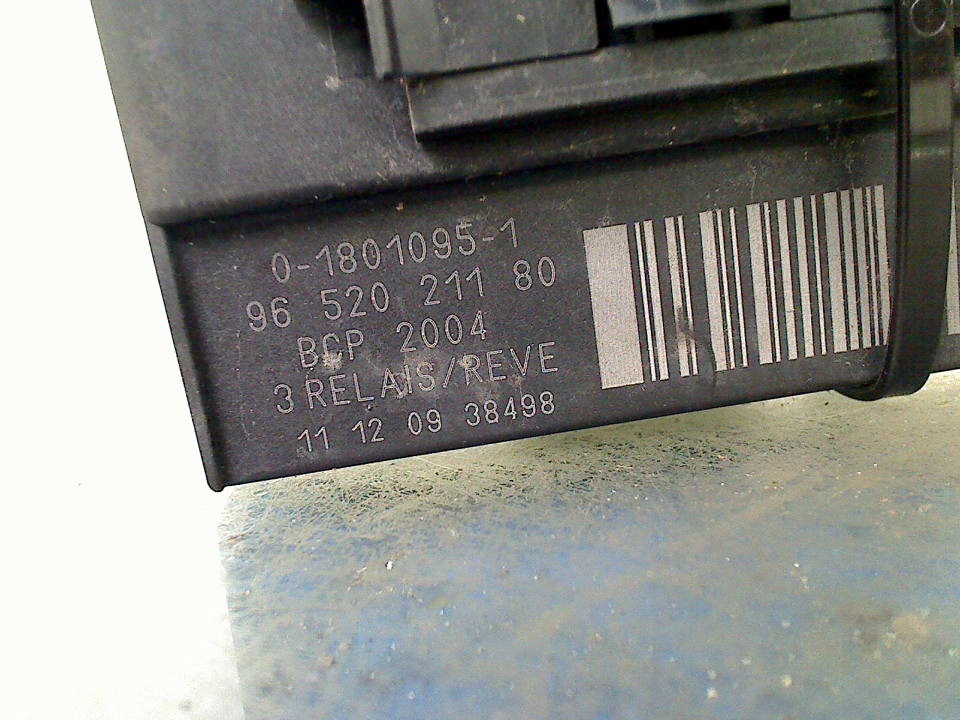 0-1801095-1
96 520 211 80
BCP 2004
3 RELAIS/REVE
11 12 09 38498